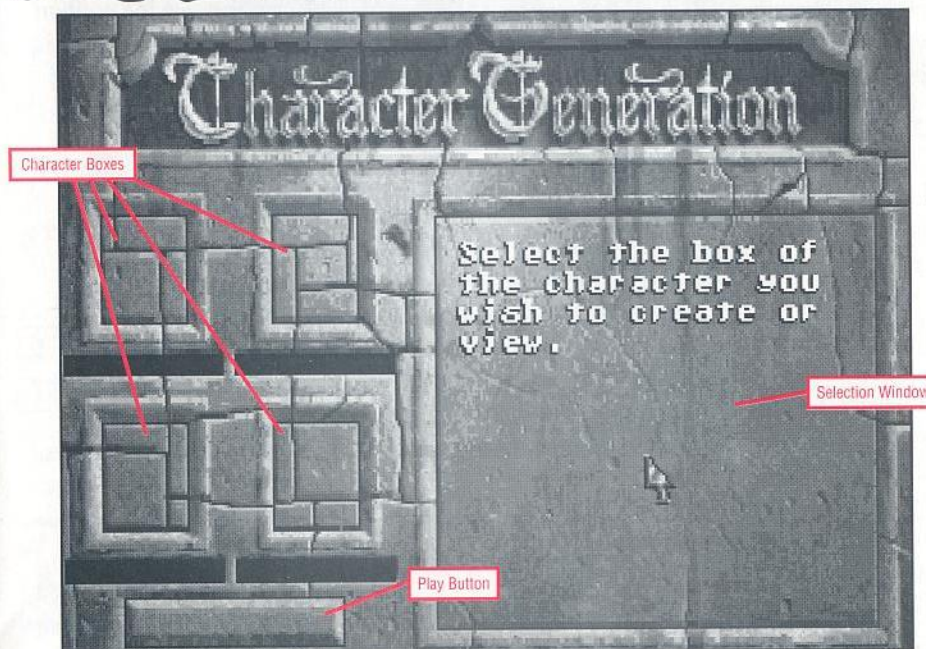 Character Generation
Character Boxes
Select the box of
the character you
wish to create or
view.
Selection Window
Play Button